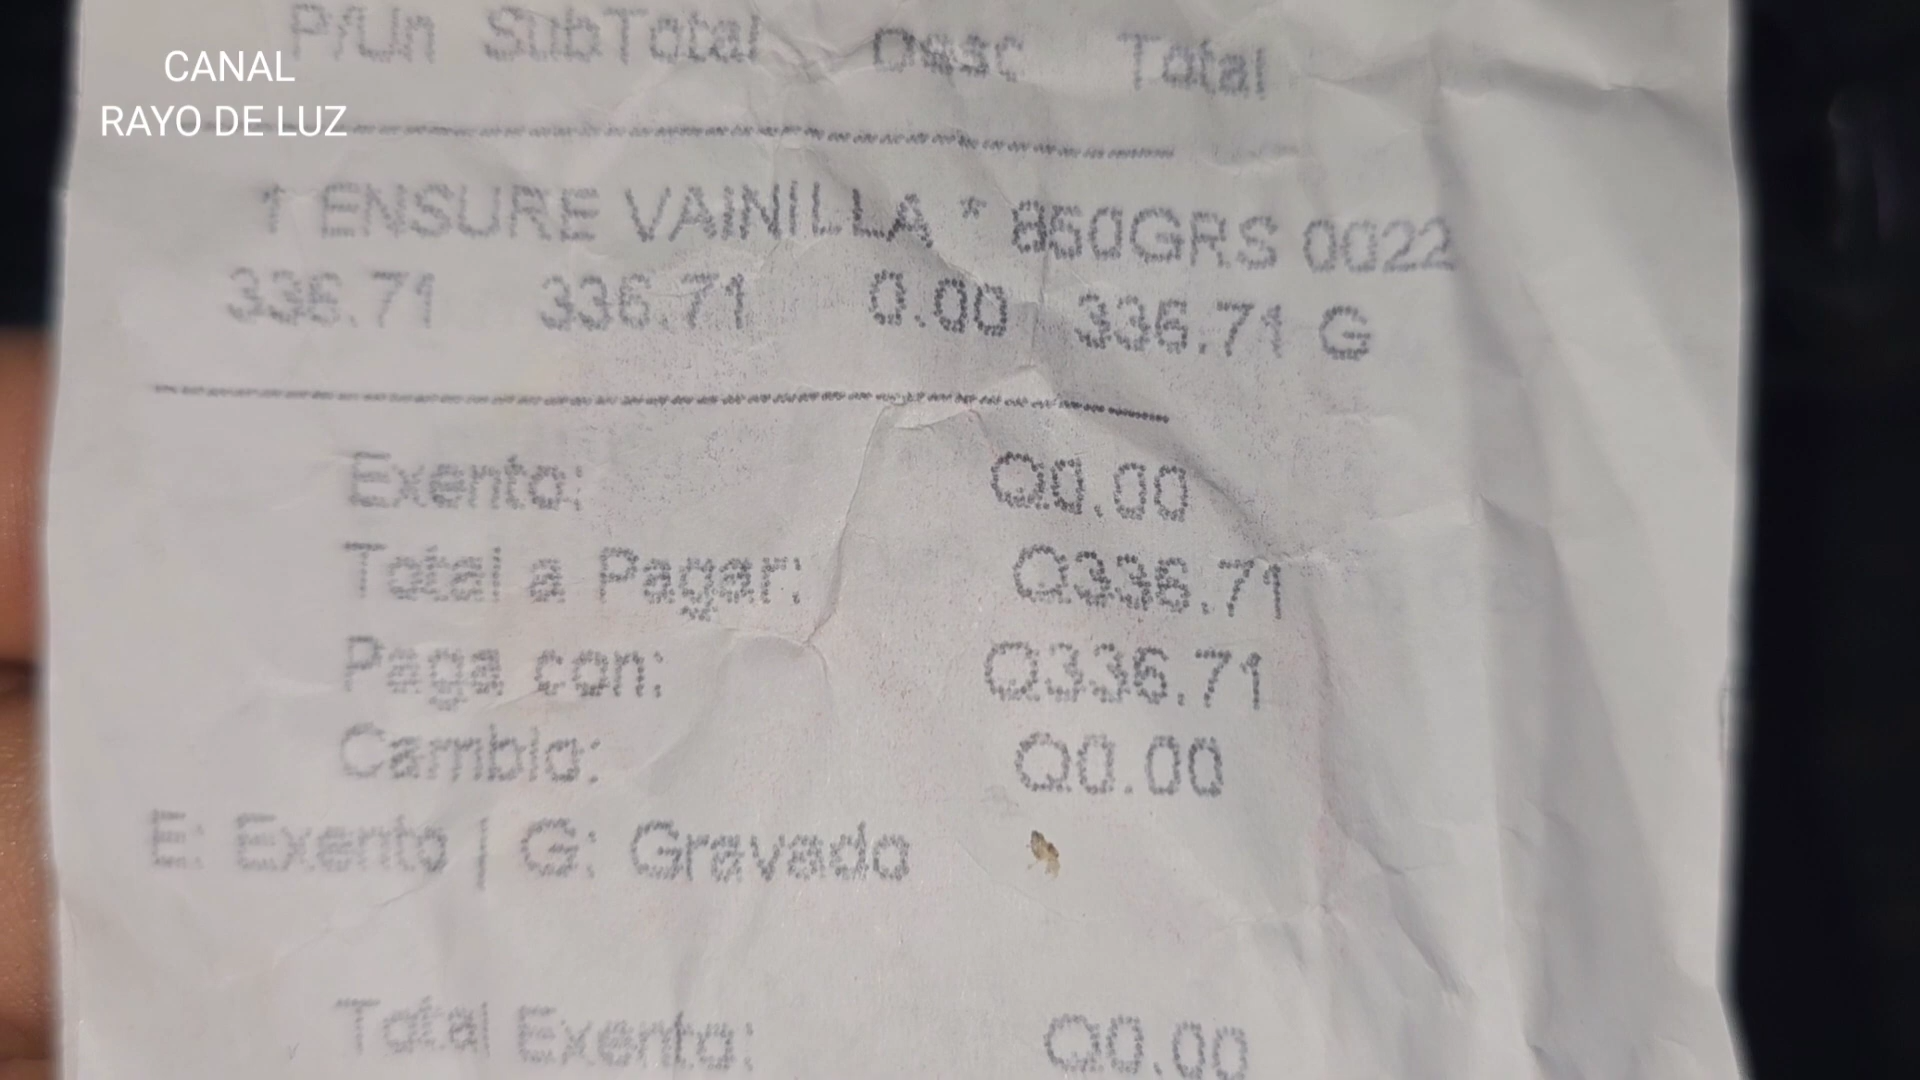 CANAL
RAYO DE LUZ
P/Un SubTotal Desc Total
1 ENSURE VAINILLA * 850GRS 0022
336.71 336.71 0.00 336.71 G
Exento: Q0.00
Total a Pagar: Q336.71
Paga con: Q336.71
Cambio: Q0.00
E: Exento | G: Gravado
Total Exento: Q0.00